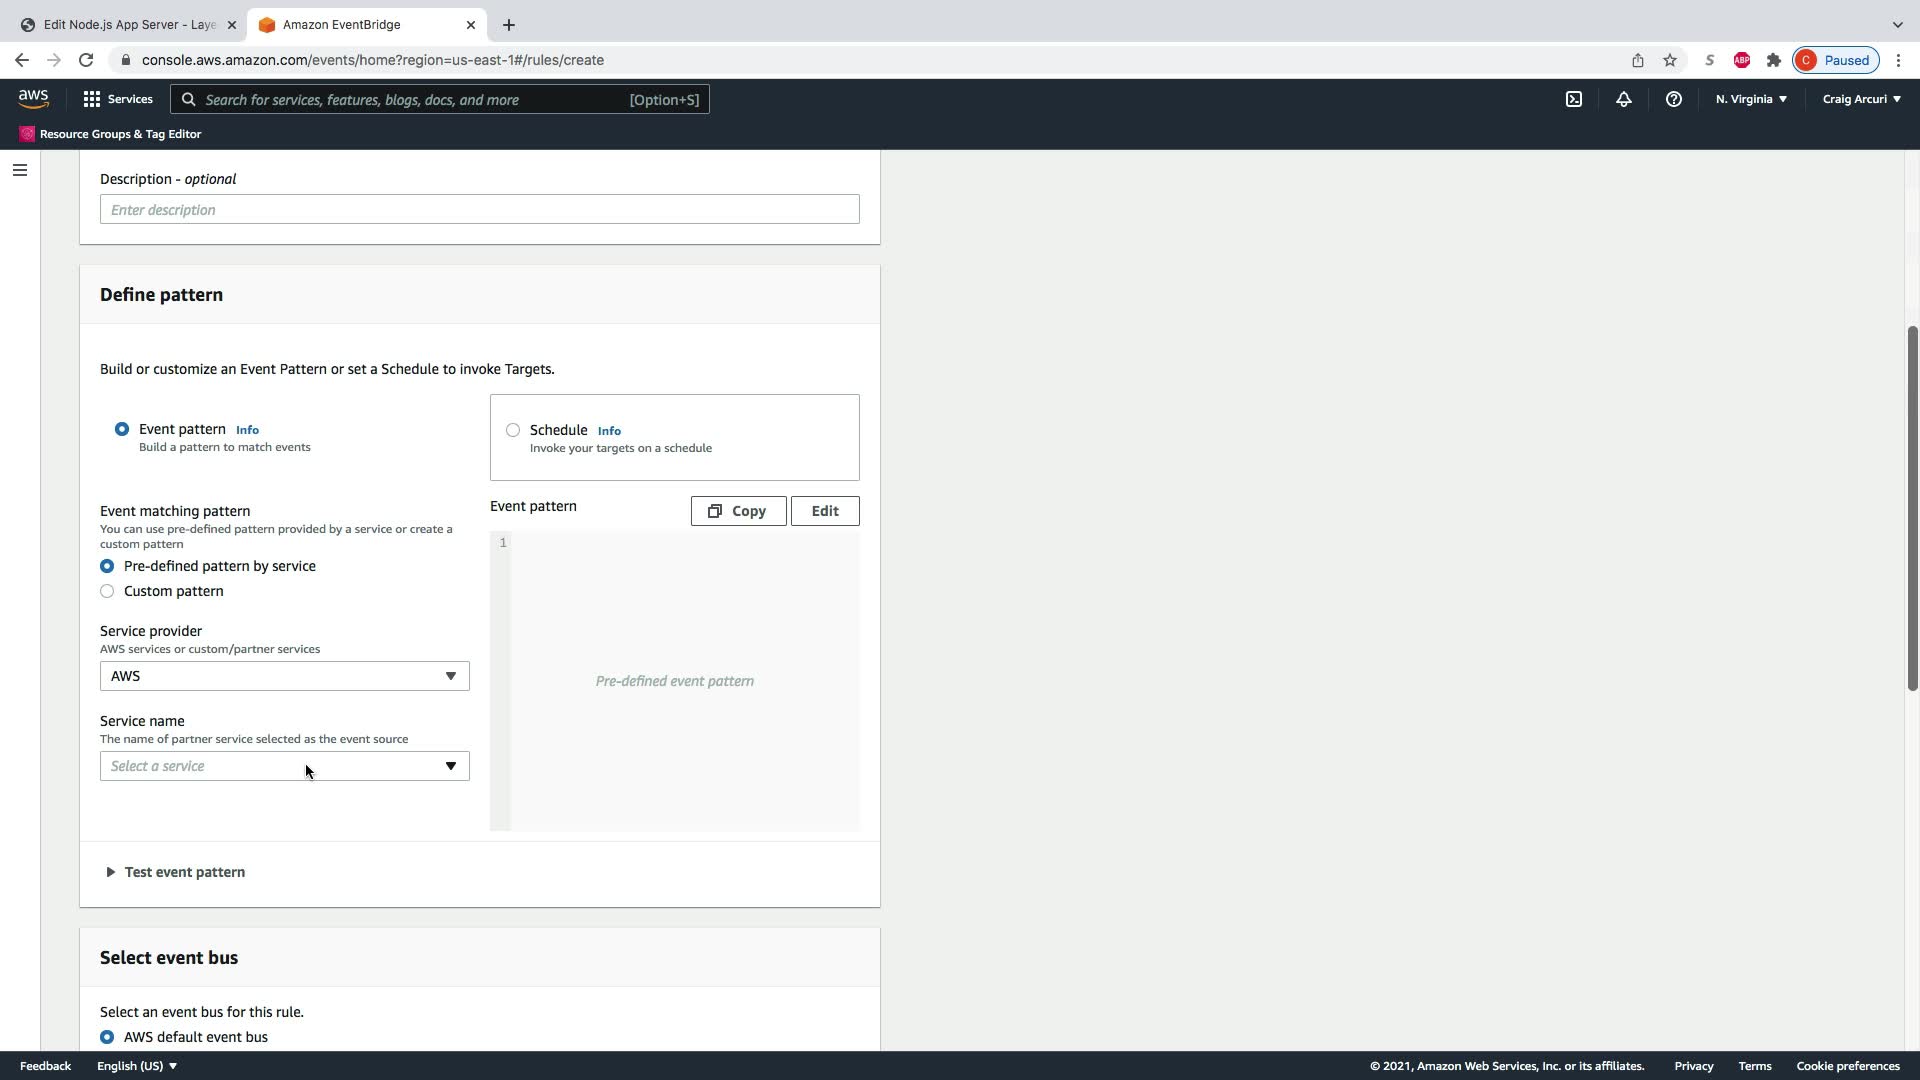 Edit Node.js App Server - Laye
Amazon EventBridge
console.aws.amazon.com/events/home?region=us-east-1#/rules/create
S
ABP
C Paused
aws
Services
Search for services, features, blogs, docs, and more [Option+S]
N. Virginia
Craig Arcuri
Resource Groups & Tag Editor
Description - optional
Enter description
Define pattern
Build or customize an Event Pattern or set a Schedule to invoke Targets.
Event pattern Info
Build a pattern to match events
Schedule Info
Invoke your targets on a schedule
Event matching pattern
You can use pre-defined pattern provided by a service or create a
custom pattern
Pre-defined pattern by service
Custom pattern
Service provider
AWS services or custom/partner services
AWS
Service name
The name of partner service selected as the event source
Select a service
Event pattern
Copy
Edit
1
Pre-defined event pattern
Test event pattern
Select event bus
Select an event bus for this rule.
AWS default event bus
Feedback
English (US)
© 2021, Amazon Web Services, Inc. or its affiliates.
Privacy
Terms
Cookie preferences